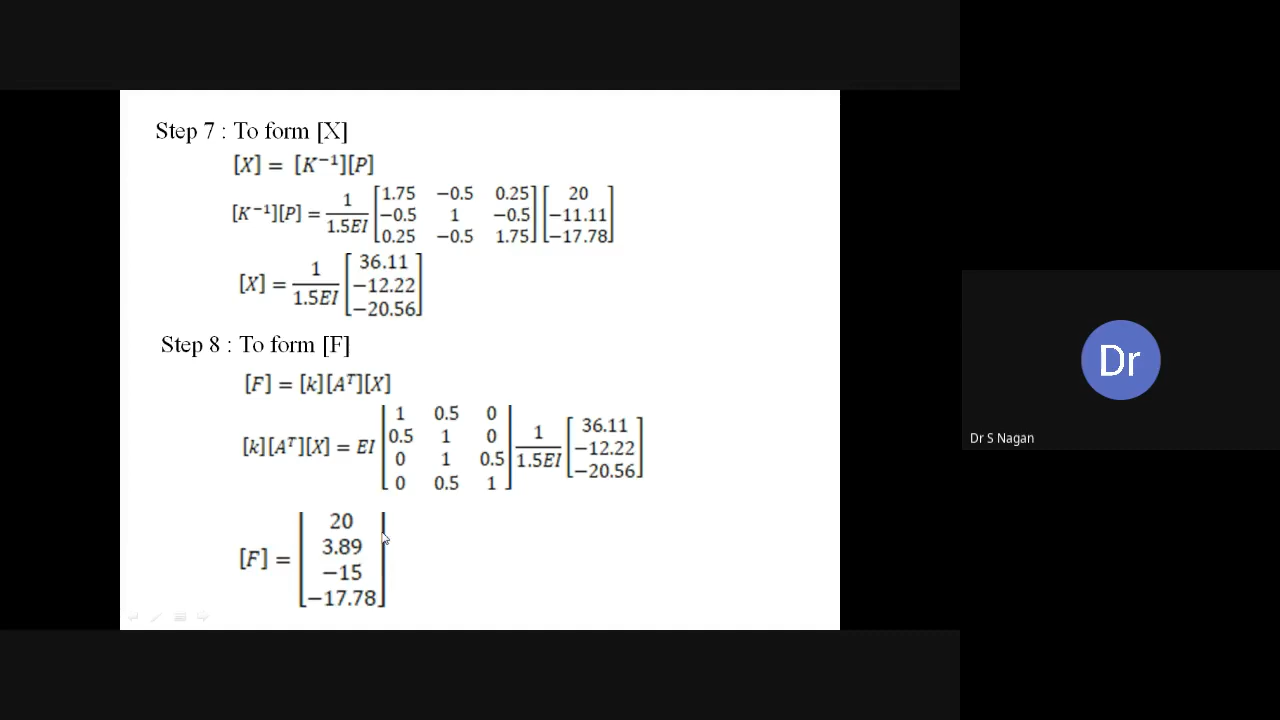 Step 7 : To form [X]
[X] = [K⁻¹][P]
[K⁻¹][P] = 1/1.5EI [1.75 −0.5 0.25; −0.5 1 −0.5; 0.25 −0.5 1.75] [20; −11.11; −17.78]
[X] = 1/1.5EI [36.11; −12.22; −20.56]
Step 8 : To form [F]
[F] = [k][Aᵀ][X]
[k][Aᵀ][X] = EI [1 0.5 0; 0.5 1 0; 0 1 0.5; 0 0.5 1] 1/1.5EI [36.11; −12.22; −20.56]
[F] = [20; 3.89; −15; −17.78]
Dr
Dr S Nagan